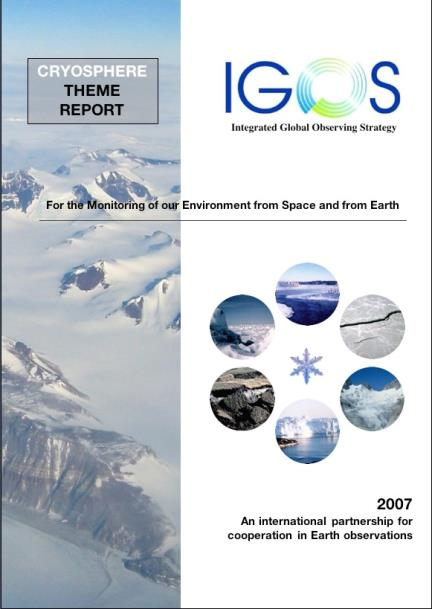 CRYOSPHERE
THEME
REPORT
IGOS
Integrated Global Observing Strategy
For the Monitoring of our Environment from Space and from Earth
2007
An international partnership for
cooperation in Earth observations